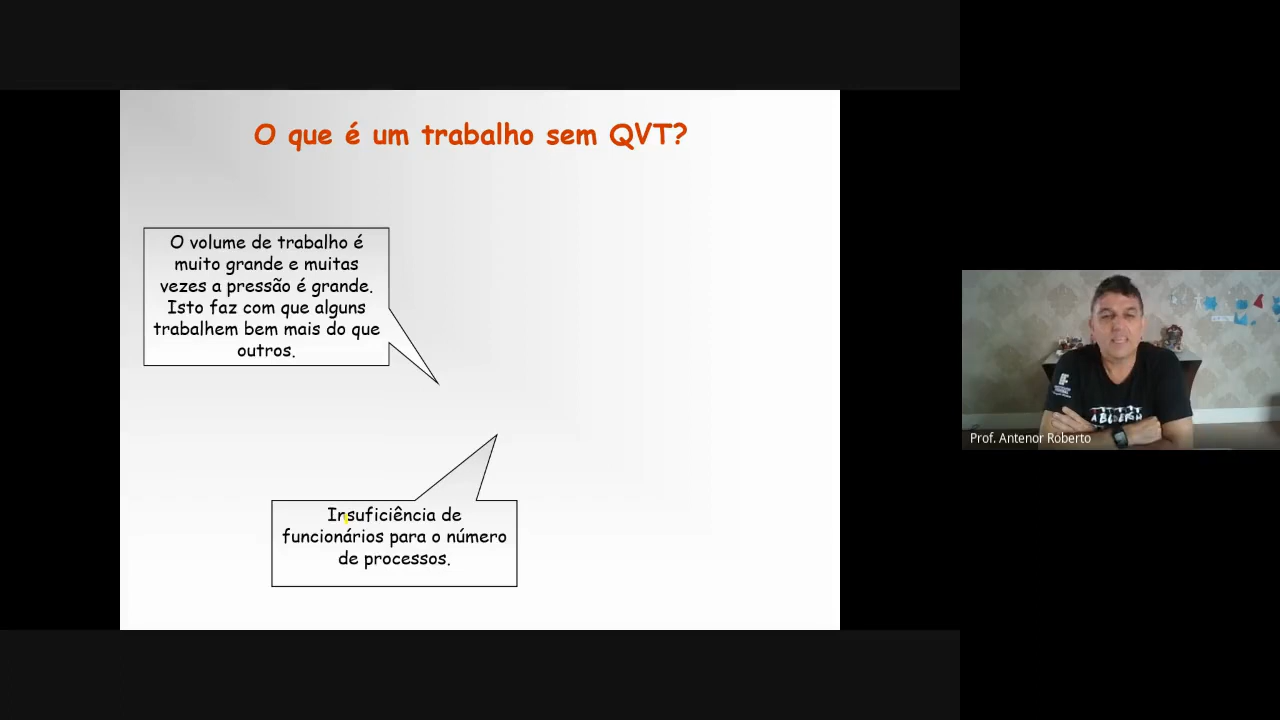 O que é um trabalho sem QVT?
O volume de trabalho é
muito grande e muitas
vezes a pressão é grande.
Isto faz com que alguns
trabalhem bem mais do que
outros.
Insuficiência de
funcionários para o número
de processos.
Prof. Antenor Roberto